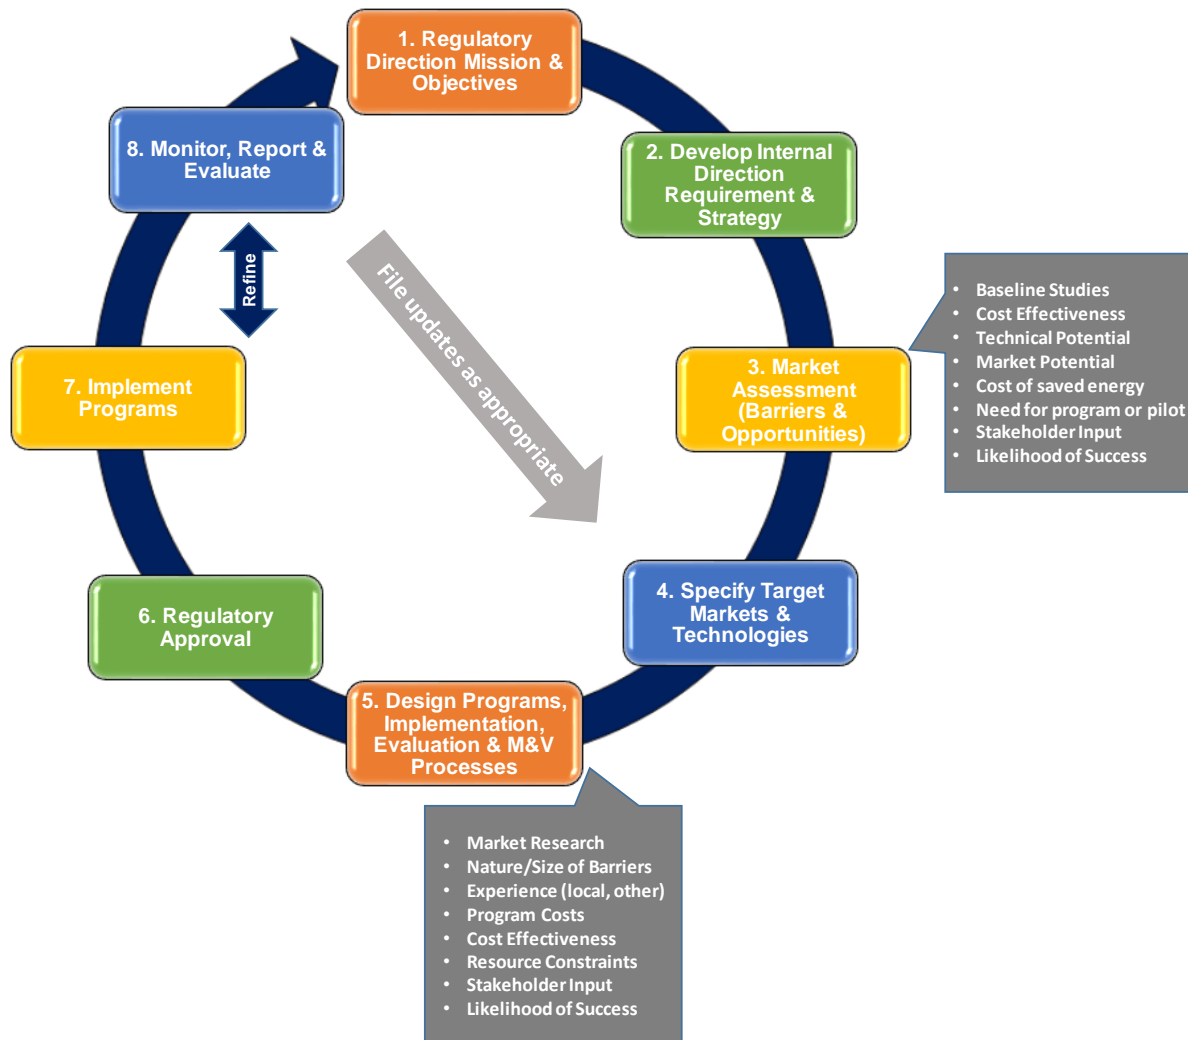 1. Regulatory
Direction Mission &
Objectives
2. Develop Internal
Direction
Requirement &
Strategy
• Baseline Studies
• Cost Effectiveness
• Technical Potential
• Market Potential
• Cost of saved energy
• Need for program or pilot
• Stakeholder Input
• Likelihood of Success
3. Market
Assessment
(Barriers &
Opportunities)
4. Specify Target
Markets &
Technologies
5. Design Programs,
Implementation,
Evaluation & M&V
Processes
• Market Research
• Nature/Size of Barriers
• Experience (local, other)
• Program Costs
• Cost Effectiveness
• Resource Constraints
• Stakeholder Input
• Likelihood of Success
6. Regulatory
Approval
7. Implement
Programs
Refine
8. Monitor, Report &
Evaluate
File updates as appropriate